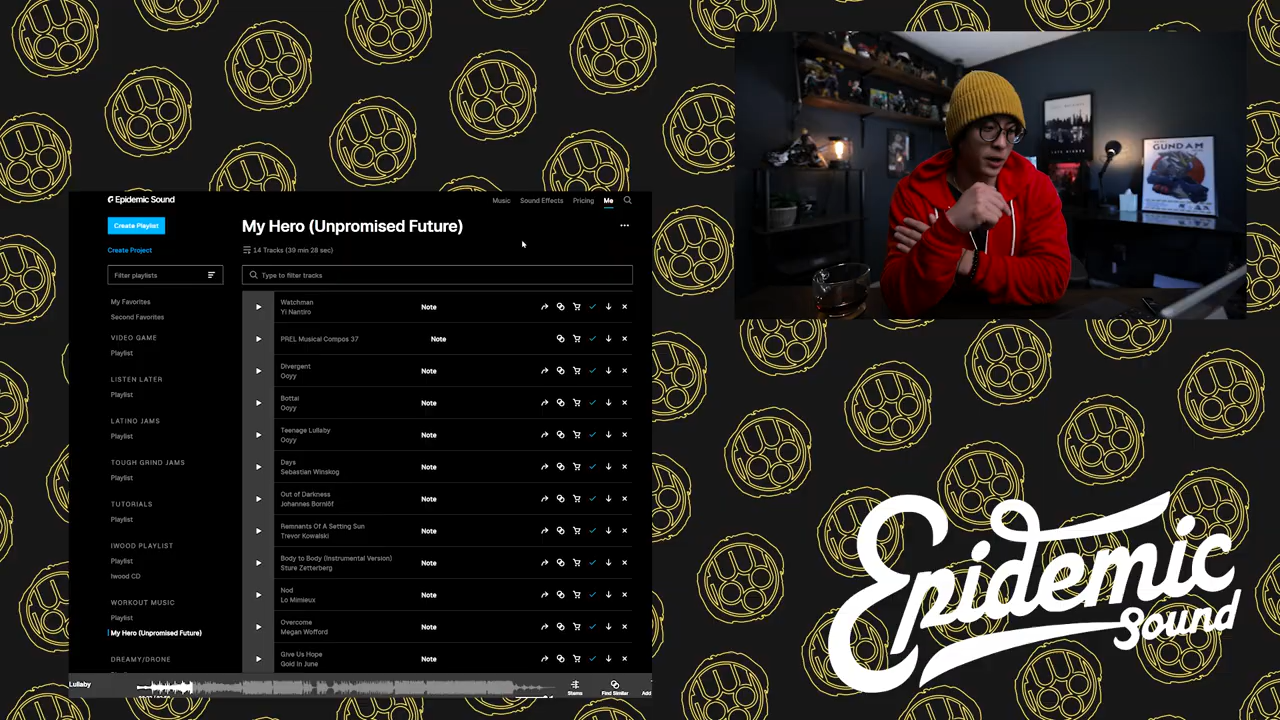 Epidemic Sound
Music
Sound Effects
Pricing
Me
Create Playlist
Create Project
Filter playlists
My Favorites
Second Favorites
VIDEO GAME
Playlist
LISTEN LATER
Playlist
LATINO JAMS
Playlist
TOUGH GRIND JAMS
Playlist
TUTORIALS
Playlist
IWOOD PLAYLIST
Playlist
Iwood CD
WORKOUT MUSIC
Playlist
My Hero (Unpromised Future)
DREAMY/DRONE
My Hero (Unpromised Future)
14 Tracks (39 min 28 sec)
Type to filter tracks
Watchman
Yi Nantiro
Note
PREL Musical Compos 37
Note
Divergent
Ooyy
Note
Bottai
Ooyy
Note
Teenage Lullaby
Ooyy
Note
Days
Sebastian Winskog
Note
Out of Darkness
Johannes Bornlöf
Note
Remnants Of A Setting Sun
Trevor Kowalski
Note
Body to Body (Instrumental Version)
Sture Zetterberg
Note
Nod
Lo Mimieux
Note
Overcome
Megan Wofford
Note
Give Us Hope
Gold In June
Note
Lullaby
Stems
Find Similar
Add
GUNDAM
Epidemic
Sound